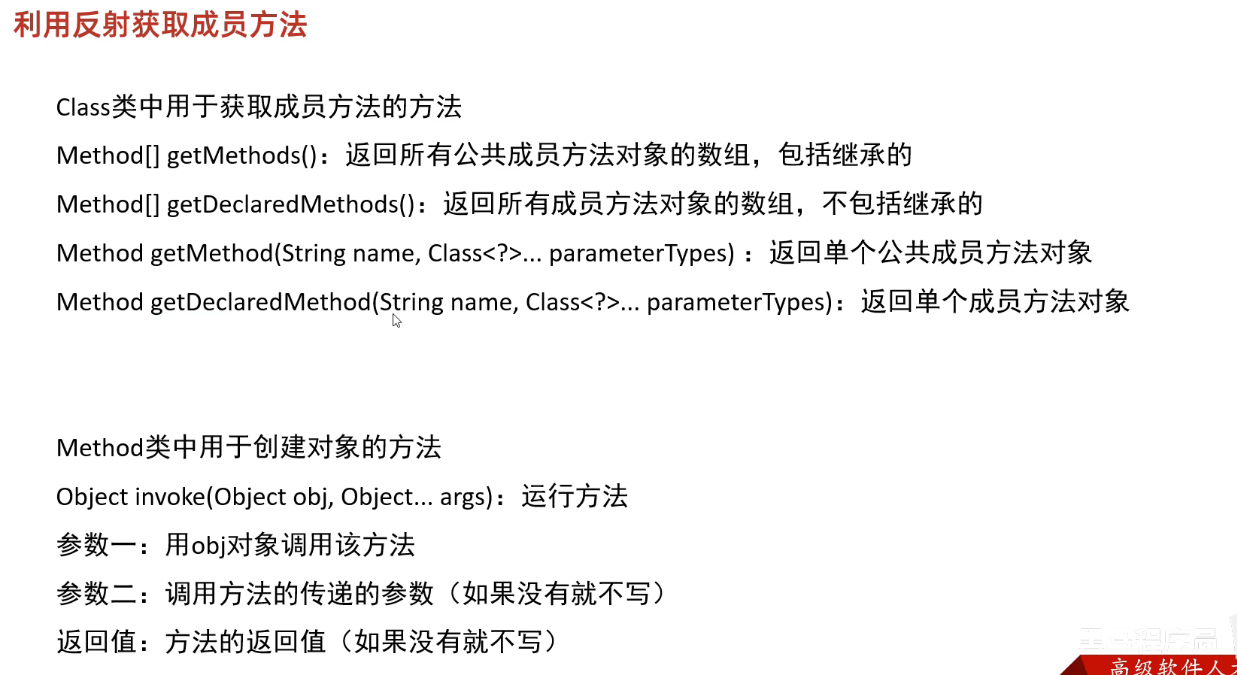 利用反射获取成员方法
Class类中用于获取成员方法的方法
Method[] getMethods()：返回所有公共成员方法对象的数组，包括继承的
Method[] getDeclaredMethods()：返回所有成员方法对象的数组，不包括继承的
Method getMethod(String name, Class<?>... parameterTypes) ：返回单个公共成员方法对象
Method getDeclaredMethod(String name, Class<?>... parameterTypes)：返回单个成员方法对象
Method类中用于创建对象的方法
Object invoke(Object obj, Object... args)：运行方法
参数一：用obj对象调用该方法
参数二：调用方法的传递的参数（如果没有就不写）
返回值：方法的返回值（如果没有就不写）
高级软件人